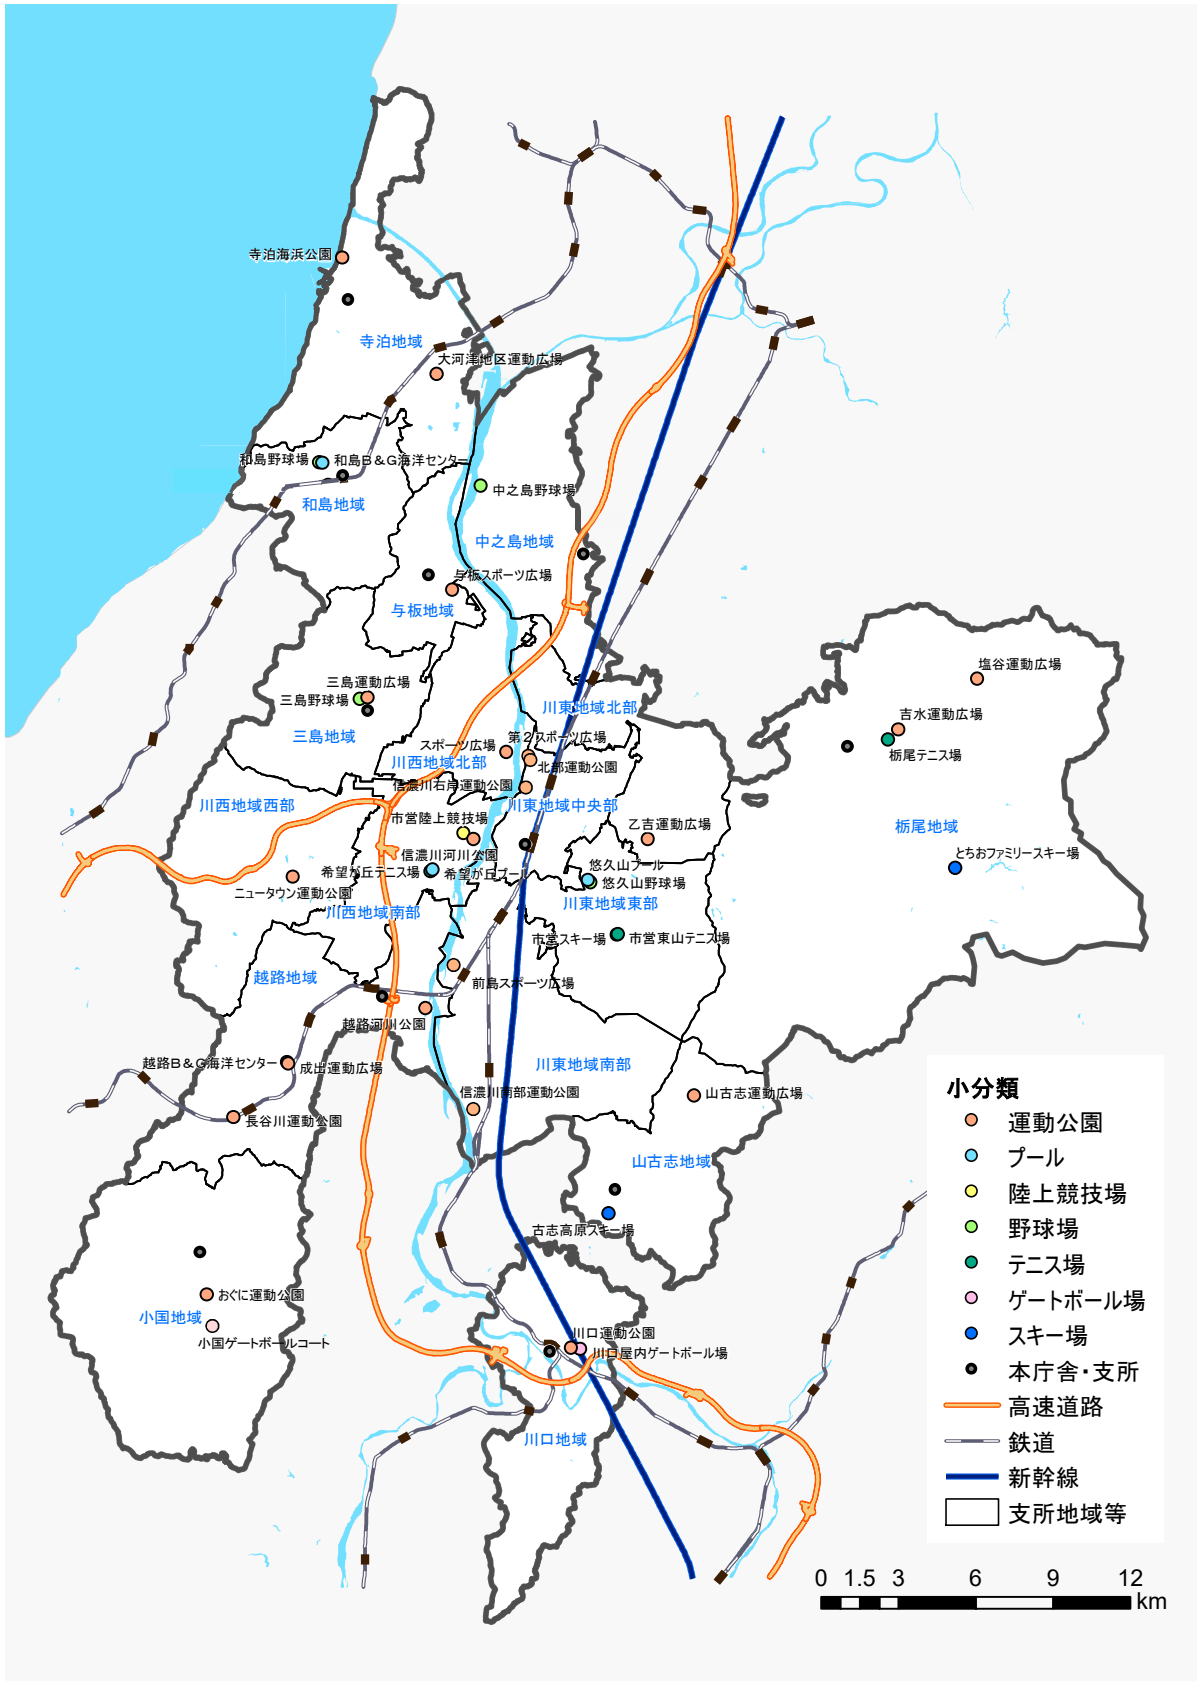 寺泊海浜公園
寺泊地域
大河津地区運動広場
和島野球場
和島B&G海洋センター
和島地域
中之島野球場
中之島地域
与板スポーツ広場
与板地域
塩谷運動広場
三島運動広場
三島野球場
三島地域
川東地域北部
吉水運動広場
栃尾テニス場
スポーツ広場
第2スポーツ広場
川西地域北部
北部運動公園
信濃川右岸運動公園
川西地域西部
川東地域中央部
市営陸上競技場
乙吉運動広場
栃尾地域
とちおファミリースキー場
信濃川河川公園
希望が丘テニス場
希望が丘プール
悠久山プール
悠久山野球場
ニュータウン運動公園
川西地域南部
川東地域東部
市営スキー場
市営東山テニス場
越路地域
前島スポーツ広場
越路河川公園
越路B&G海洋センター
成出運動広場
川東地域南部
信濃川南部運動公園
山古志運動広場
長谷川運動公園
山古志地域
古志高原スキー場
おぐに運動公園
小国地域
小国ゲートボールコート
川口運動公園
川口屋内ゲートボール場
川口地域
小分類
運動公園
プール
陸上競技場
野球場
テニス場
ゲートボール場
スキー場
本庁舎・支所
高速道路
鉄道
新幹線
支所地域等
0 1.5 3 6 9 12
km